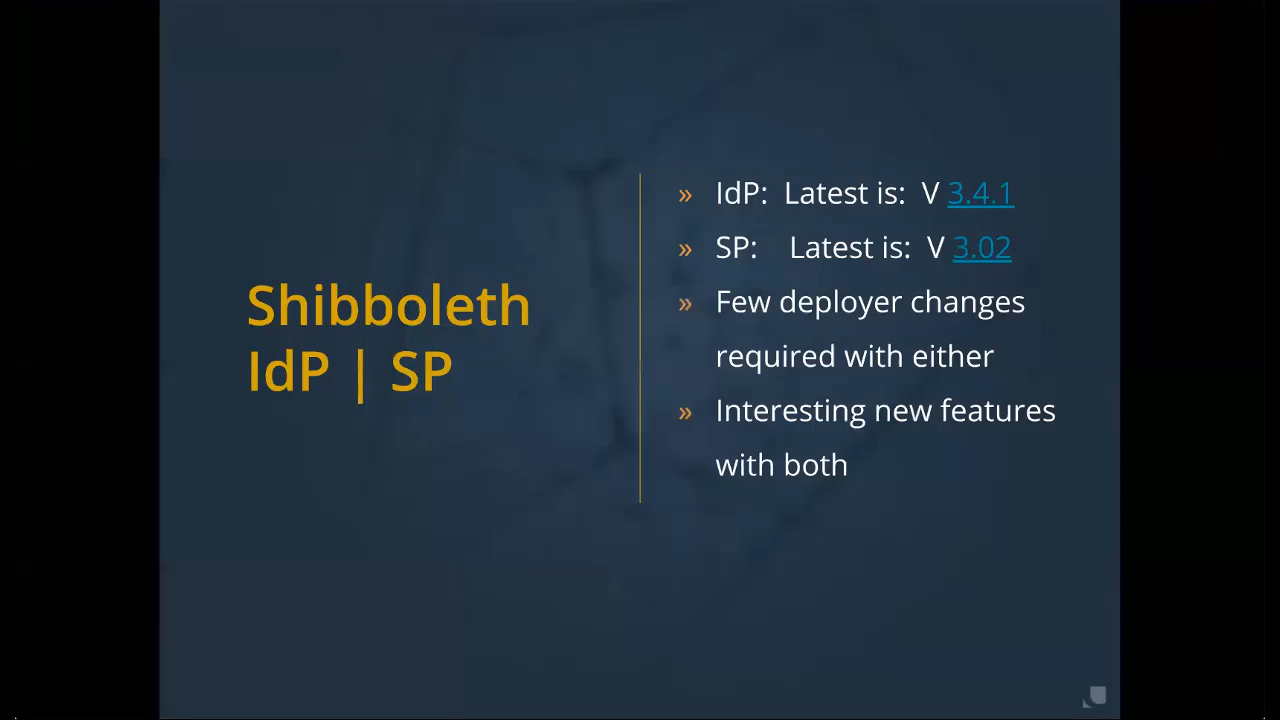 Shibboleth
IdP | SP
» IdP: Latest is: V 3.4.1
» SP: Latest is: V 3.02
» Few deployer changes
required with either
» Interesting new features
with both